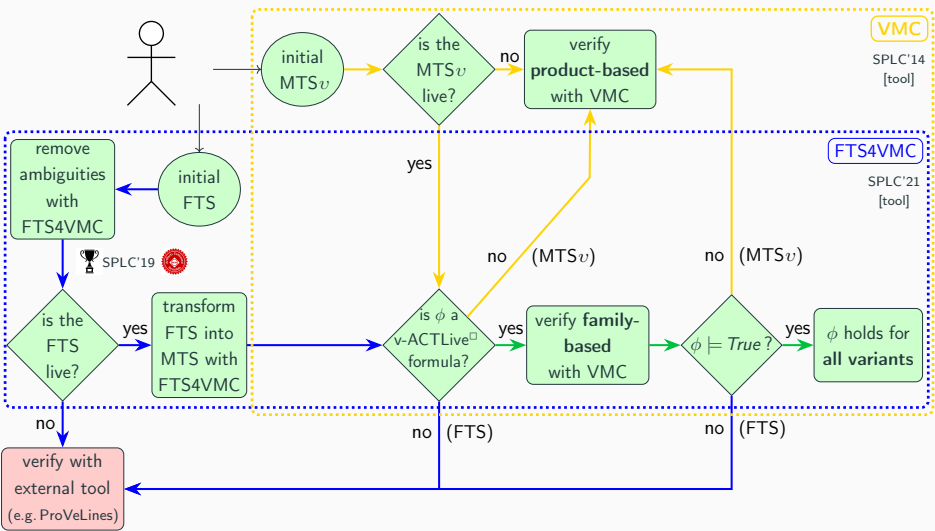 VMC
SPLC'14
[tool]
initial
MTSυ
is the
MTSυ
live?
no
verify
product-based
with VMC
yes
FTS4VMC
SPLC'21
[tool]
remove
ambiguities
with
FTS4VMC
initial
FTS
SPLC'19
no (MTSυ)
no (MTSυ)
is the
FTS
live?
yes
transform
FTS into
MTS with
FTS4VMC
is ϕ a
v-ACTLive□
formula?
yes
verify family-
based
with VMC
ϕ ⊨ True ?
yes
ϕ holds for
all variants
no
no (FTS)
no (FTS)
verify with
external tool
(e.g. ProVeLines)